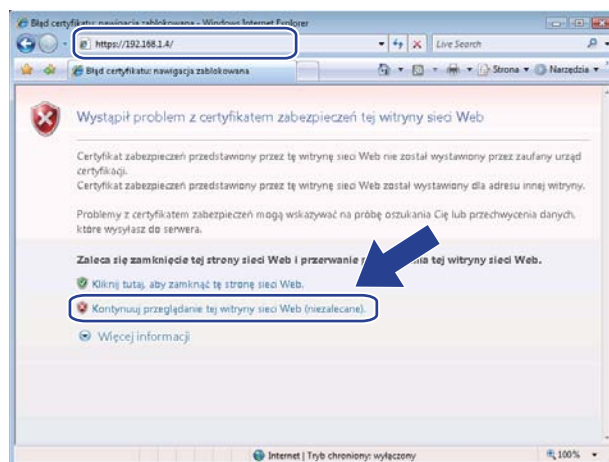 Błąd certyfikatu: nawigacja zablokowana - Windows Internet Explorer
https://192.168.1.4/
Live Search
Błąd certyfikatu: nawigacja zablokowana
Strona
Narzędzia
Wystąpił problem z certyfikatem zabezpieczeń tej witryny sieci Web
Certyfikat zabezpieczeń przedstawiony przez tę witrynę sieci Web nie został wystawiony przez zaufany urząd
certyfikacji.
Certyfikat zabezpieczeń przedstawiony przez tę witrynę sieci Web został wystawiony dla adresu innej witryny.
Problemy z certyfikatem zabezpieczeń mogą wskazywać na próbę oszukania Cię lub przechwycenia danych,
które wysyłasz do serwera.
Zaleca się zamknięcie tej strony sieci Web i przerwanie tej witryny sieci Web.
Kliknij tutaj, aby zamknąć tę stronę sieci Web.
Kontynuuj przeglądanie tej witryny sieci Web (niezalecane).
Więcej informacji
Internet | Tryb chroniony: wyłączony
100%